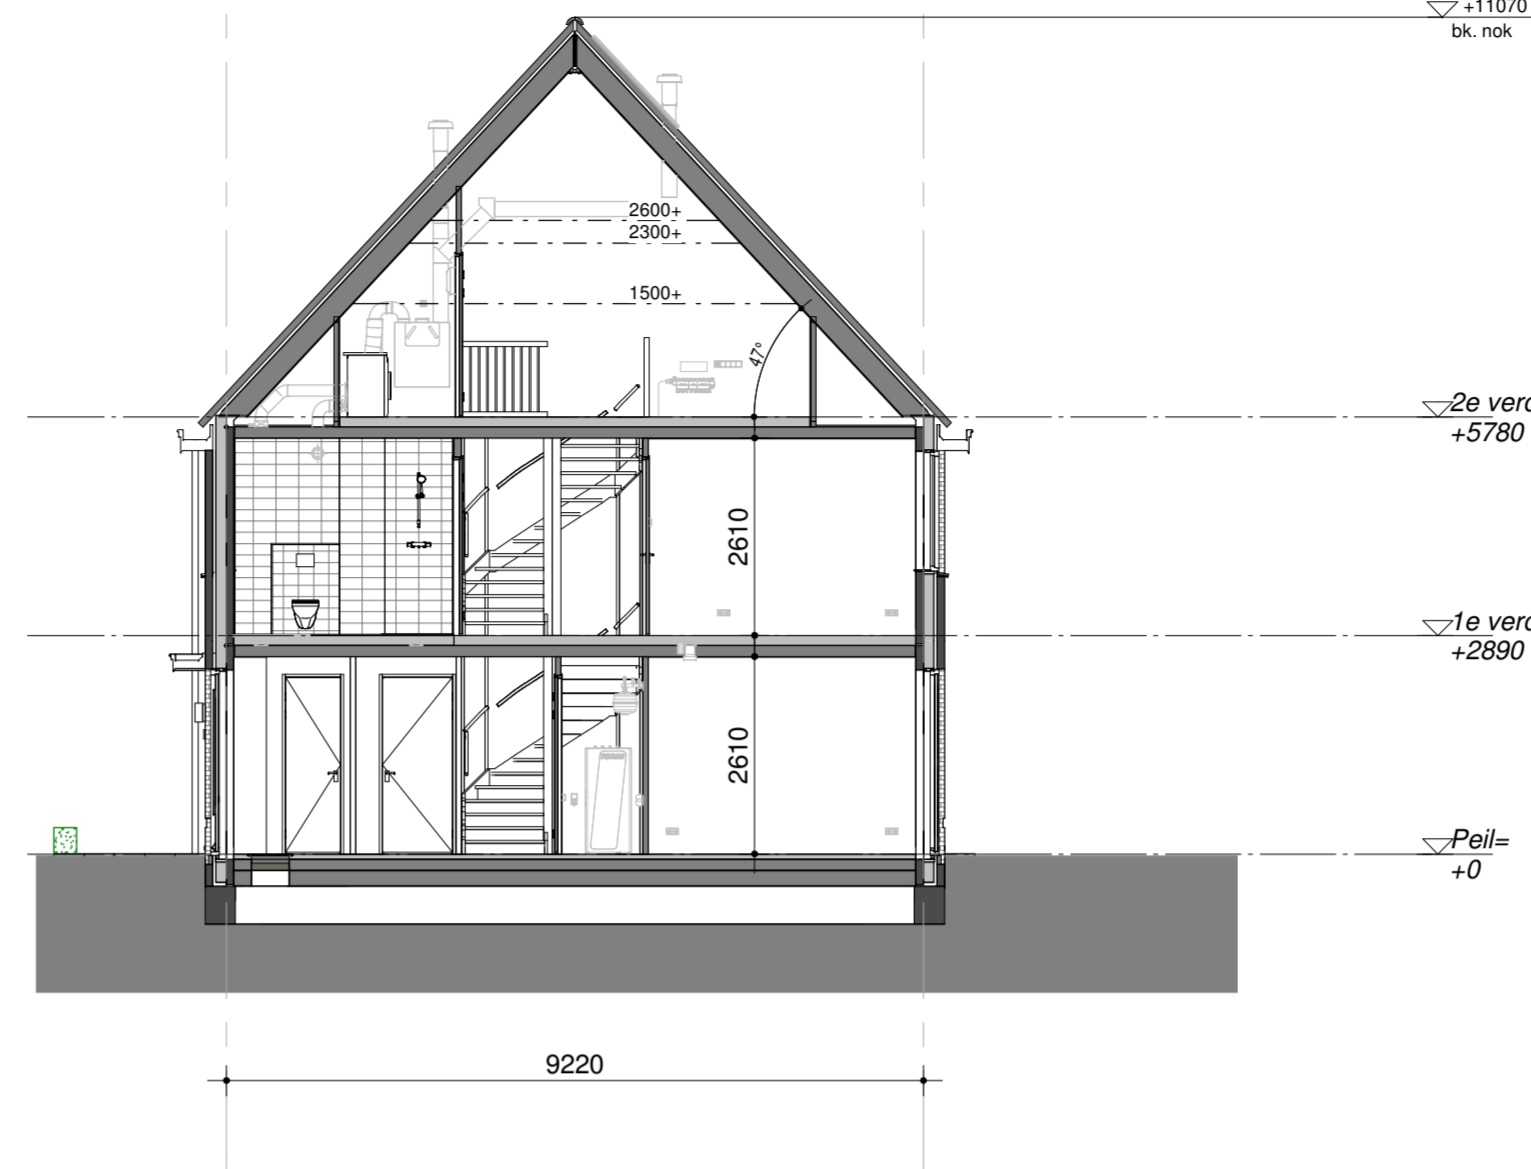 +11070
bk. nok
2600+
2300+
1500+
47°
2e verd
+5780
2610
1e verd
+2890
2610
Peil=
+0
9220